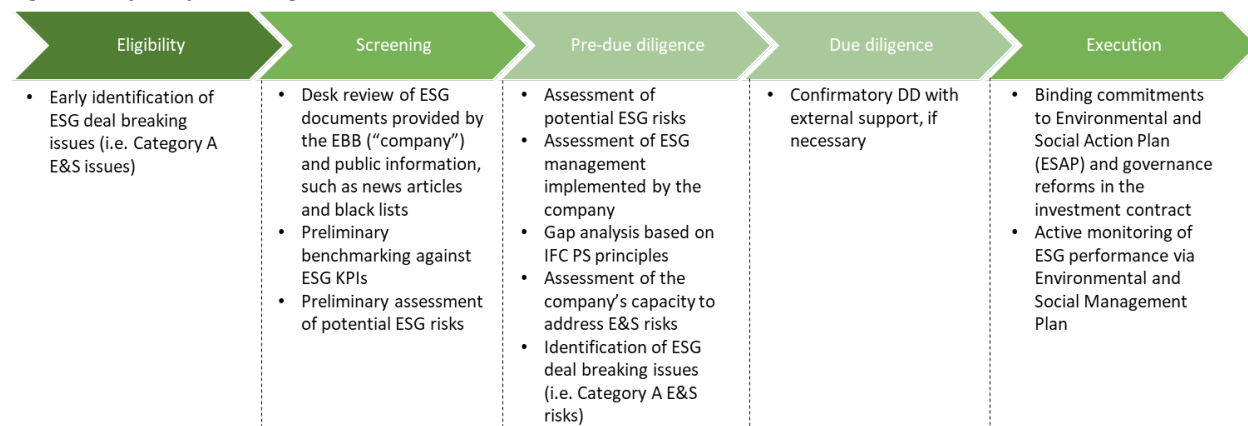 Eligibility
Screening
Pre-due diligence
Due diligence
Execution
• Early identification of
ESG deal breaking
issues (i.e. Category A
E&S issues)
• Desk review of ESG
documents provided by
the EBB (“company”)
and public information,
such as news articles
and black lists
• Preliminary
benchmarking against
ESG KPIs
• Preliminary assessment
of potential ESG risks
• Assessment of
potential ESG risks
• Assessment of ESG
management
implemented by the
company
• Gap analysis based on
IFC PS principles
• Assessment of the
company’s capacity to
address E&S risks
• Identification of ESG
deal breaking issues
(i.e. Category A E&S
risks)
• Confirmatory DD with
external support, if
necessary
• Binding commitments
to Environmental and
Social Action Plan
(ESAP) and governance
reforms in the
investment contract
• Active monitoring of
ESG performance via
Environmental and
Social Management
Plan